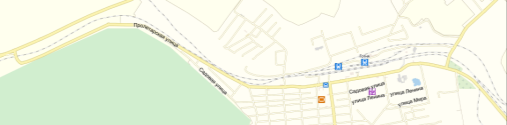 Пролетарская улица
Садовая улица
Садовая улица
улица Ленина
улица Ленина
улица Мира